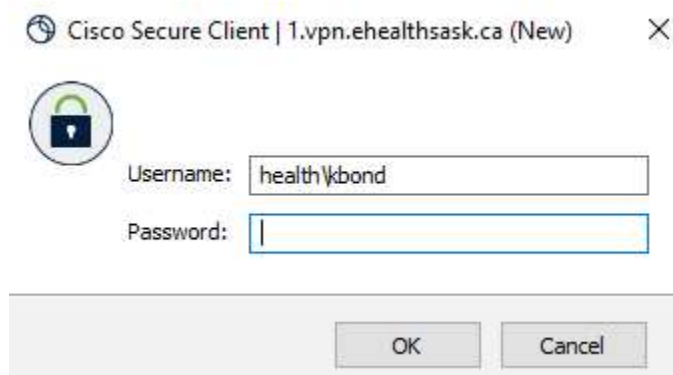 Cisco Secure Client | 1.vpn.ehealthsask.ca (New)
Username: health\kbond
Password:
OK Cancel